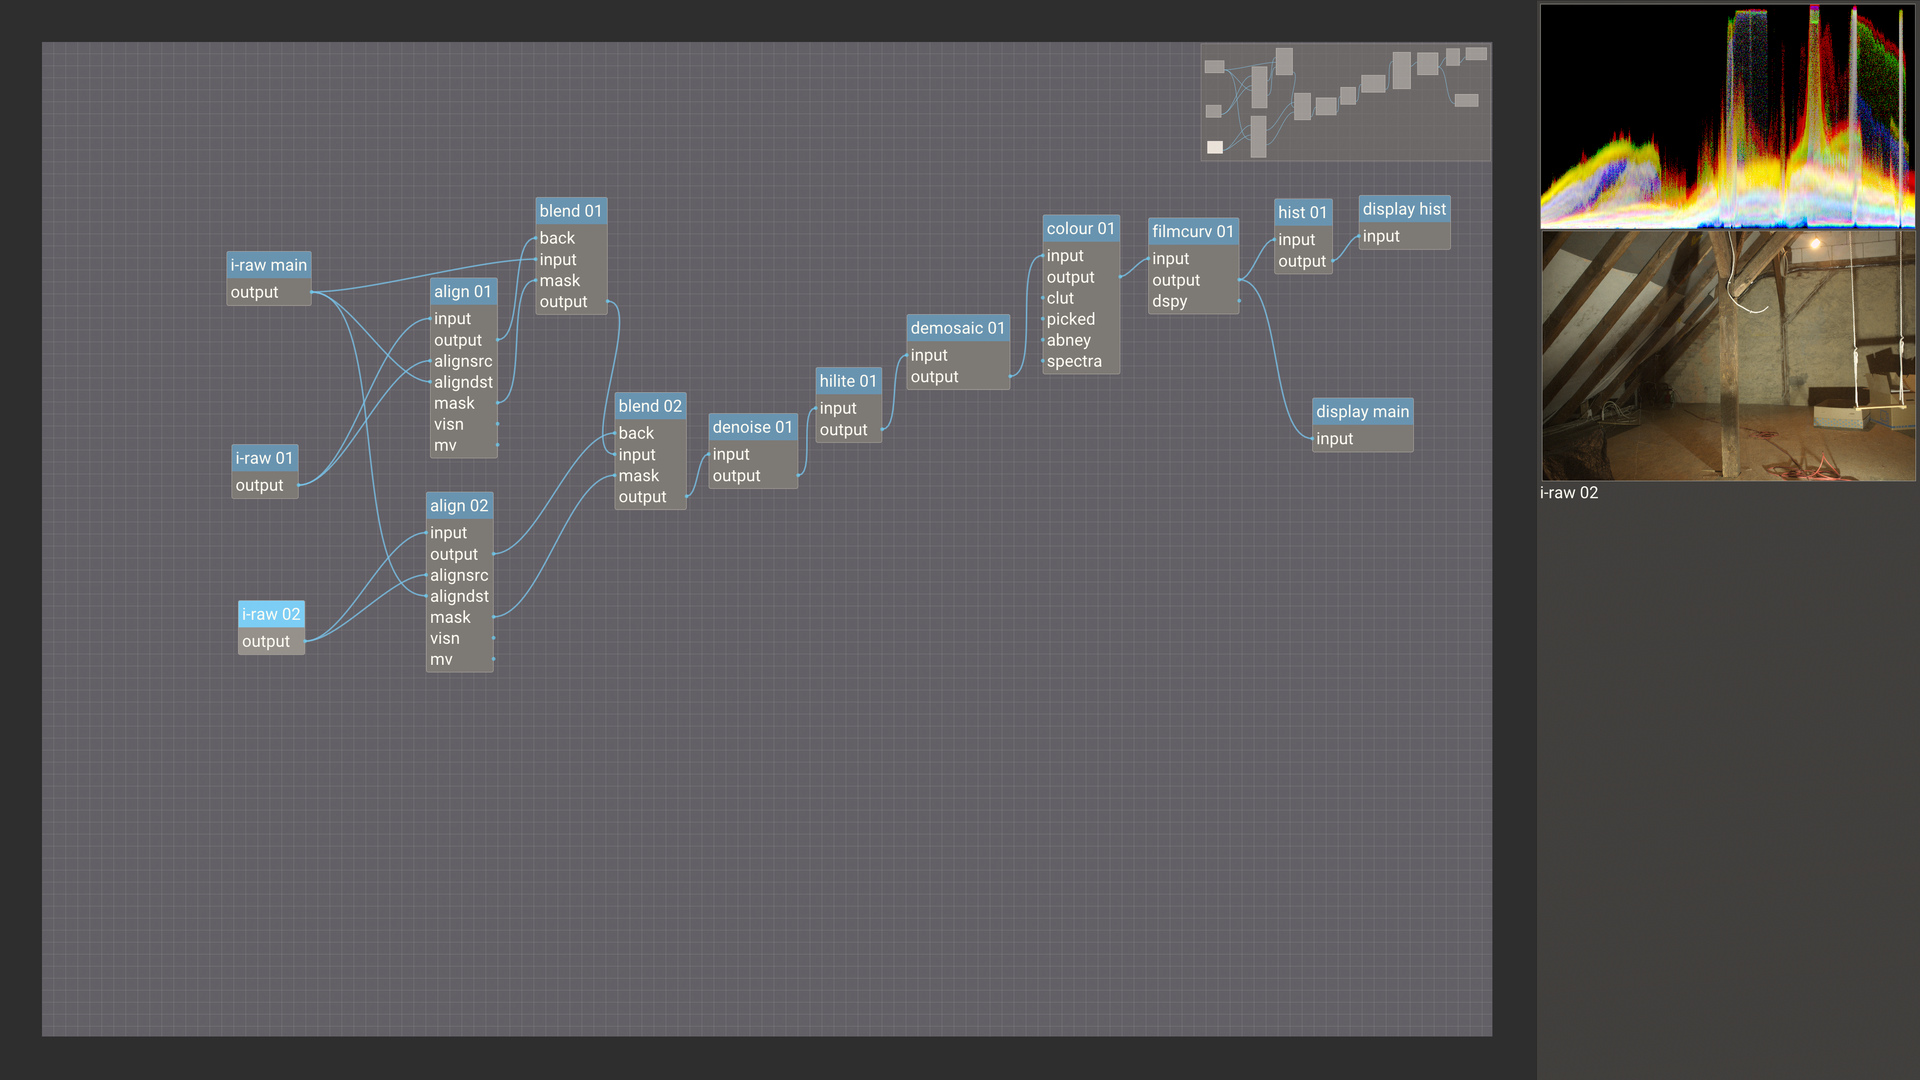 i-raw main
output
i-raw 01
output
i-raw 02
output
align 01
input
output
alignsrc
aligndst
mask
visn
mv
align 02
input
output
alignsrc
aligndst
mask
visn
mv
blend 01
back
input
mask
output
blend 02
back
input
mask
output
denoise 01
input
output
hilite 01
input
output
demosaic 01
input
output
colour 01
input
output
clut
picked
abney
spectra
filmcurv 01
input
output
dspy
hist 01
input
output
display hist
input
display main
input
i-raw 02